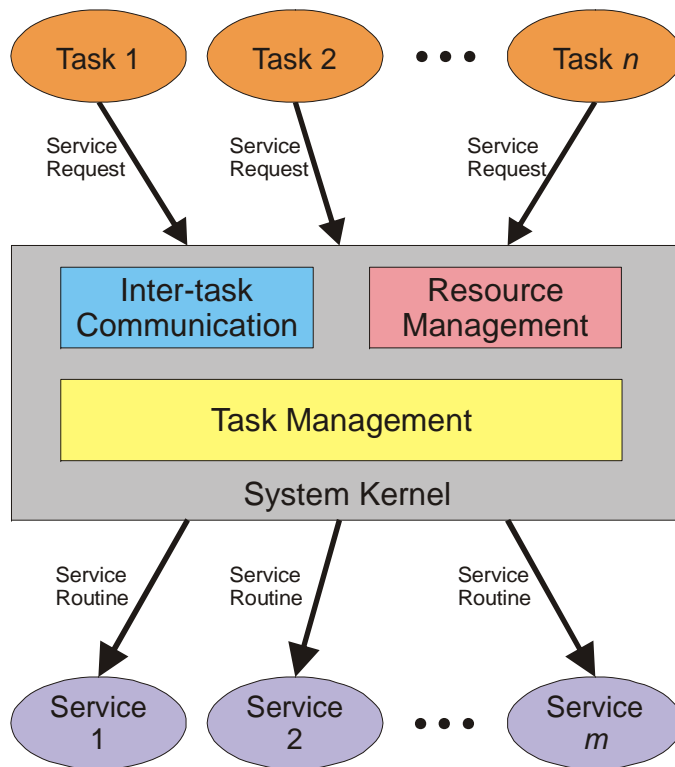 Task 1
Task 2
• • •
Task n
Service
Request
Service
Request
Service
Request
Inter-task
Communication
Resource
Management
Task Management
System Kernel
Service
Routine
Service
Routine
Service
Routine
Service
1
Service
2
• • •
Service
m